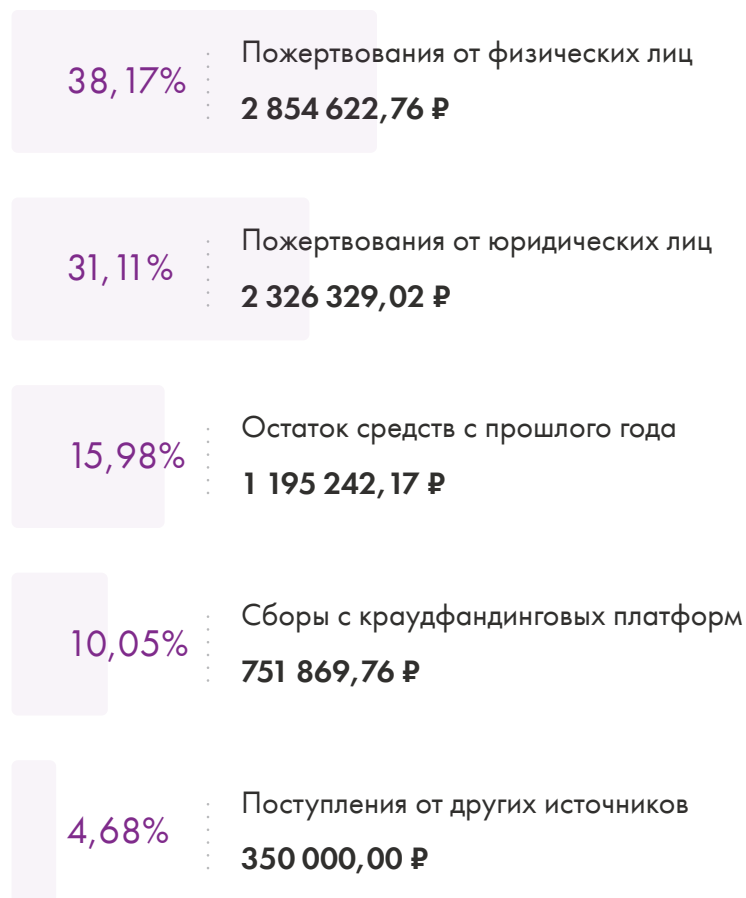 38,17%
Пожертвования от физических лиц
2 854 622,76 ₽
31,11%
Пожертвования от юридических лиц
2 326 329,02 ₽
15,98%
Остаток средств с прошлого года
1 195 242,17 ₽
10,05%
Сборы с краудфандинговых платформ
751 869,76 ₽
4,68%
Поступления от других источников
350 000,00 ₽